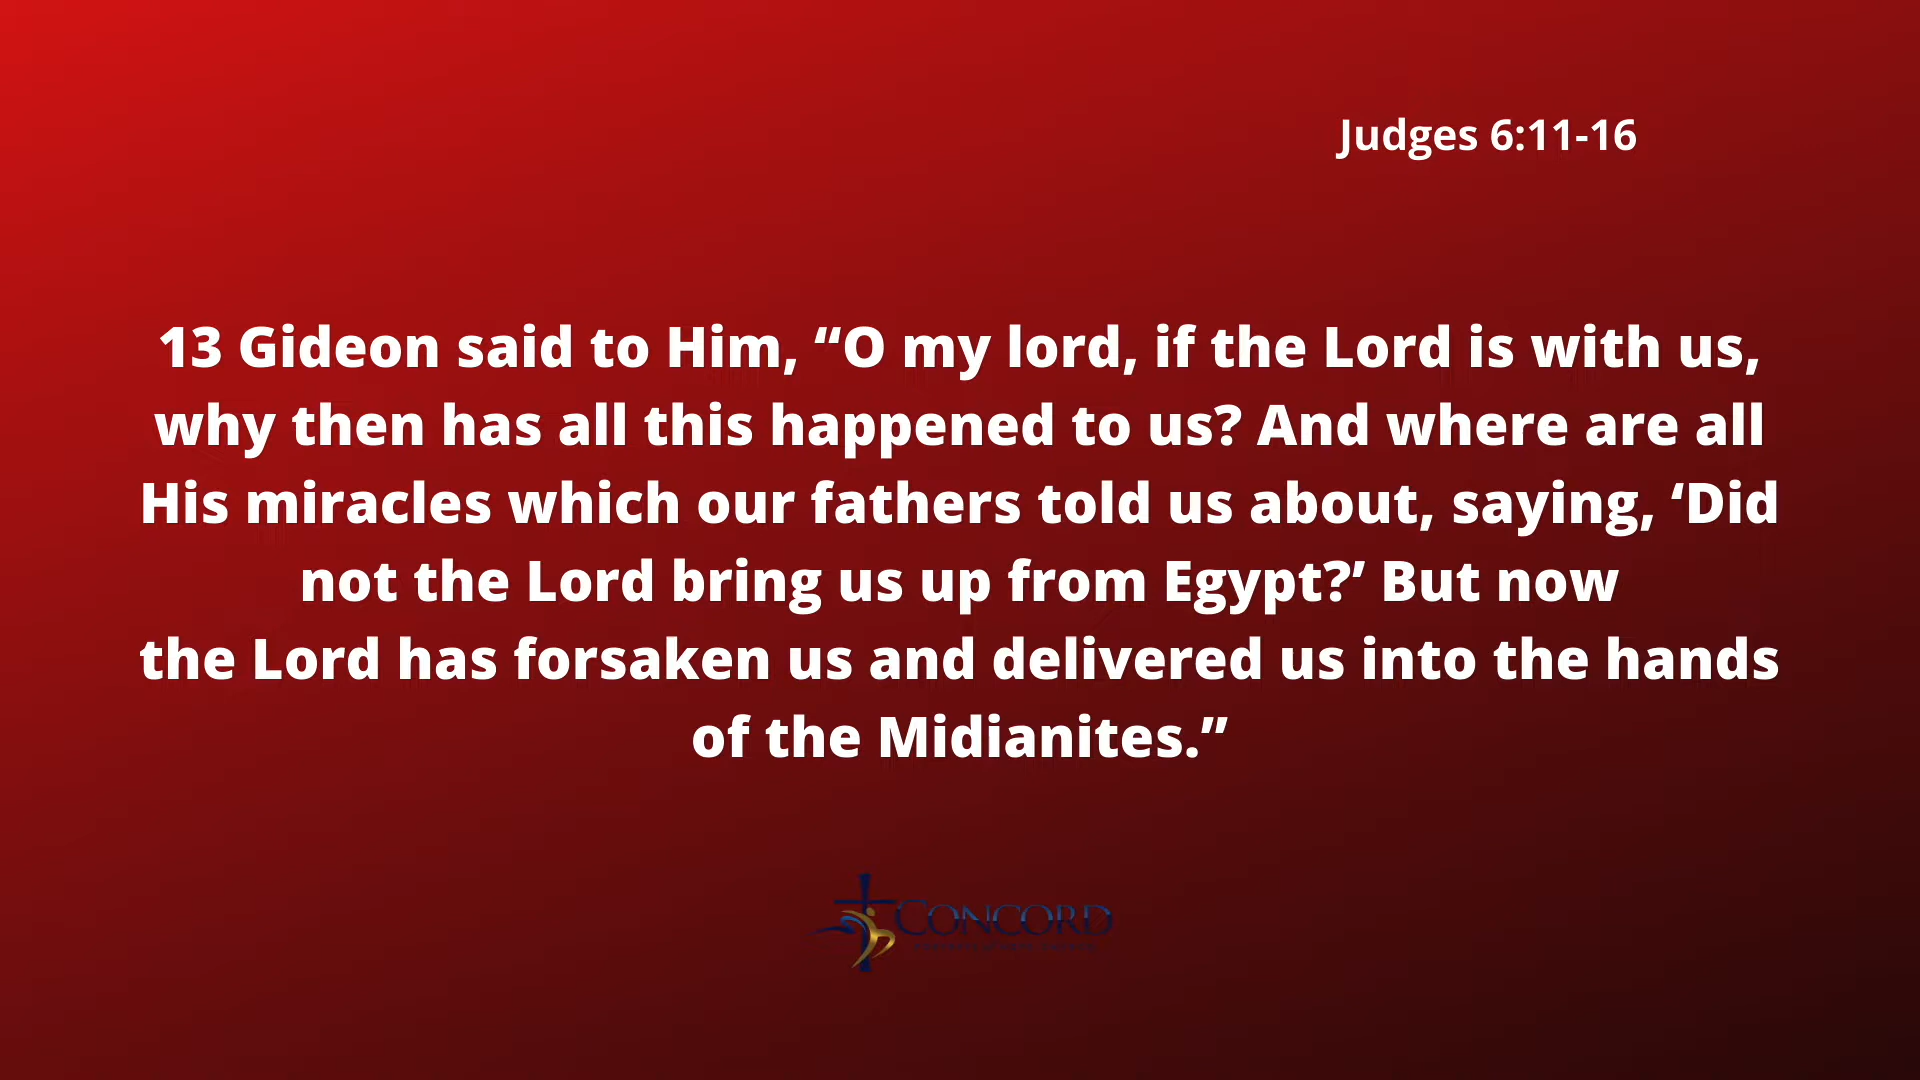 Judges 6:11-16
13 Gideon said to Him, “O my lord, if the Lord is with us,
why then has all this happened to us? And where are all
His miracles which our fathers told us about, saying, ‘Did
not the Lord bring us up from Egypt?’ But now
the Lord has forsaken us and delivered us into the hands
of the Midianites.”
CONCORD